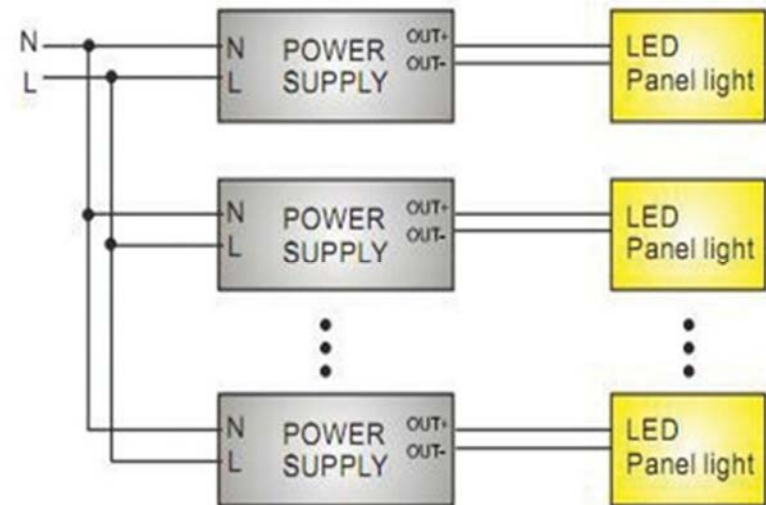 N
L
N
L
POWER
SUPPLY
OUT+
OUT-
LED
Panel light
N
L
POWER
SUPPLY
OUT+
OUT-
LED
Panel light
N
L
POWER
SUPPLY
OUT+
OUT-
LED
Panel light